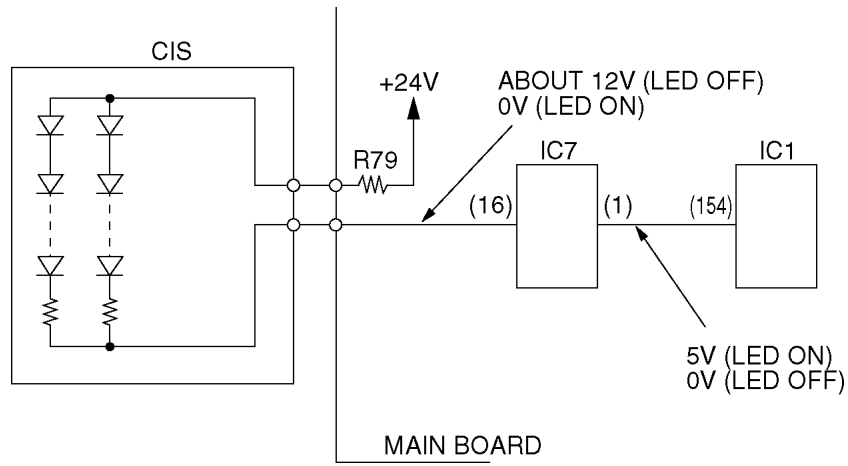 CIS
+24V
ABOUT 12V (LED OFF)
0V (LED ON)
R79
IC7
IC1
(16)
(1)
(154)
5V (LED ON)
0V (LED OFF)
MAIN BOARD